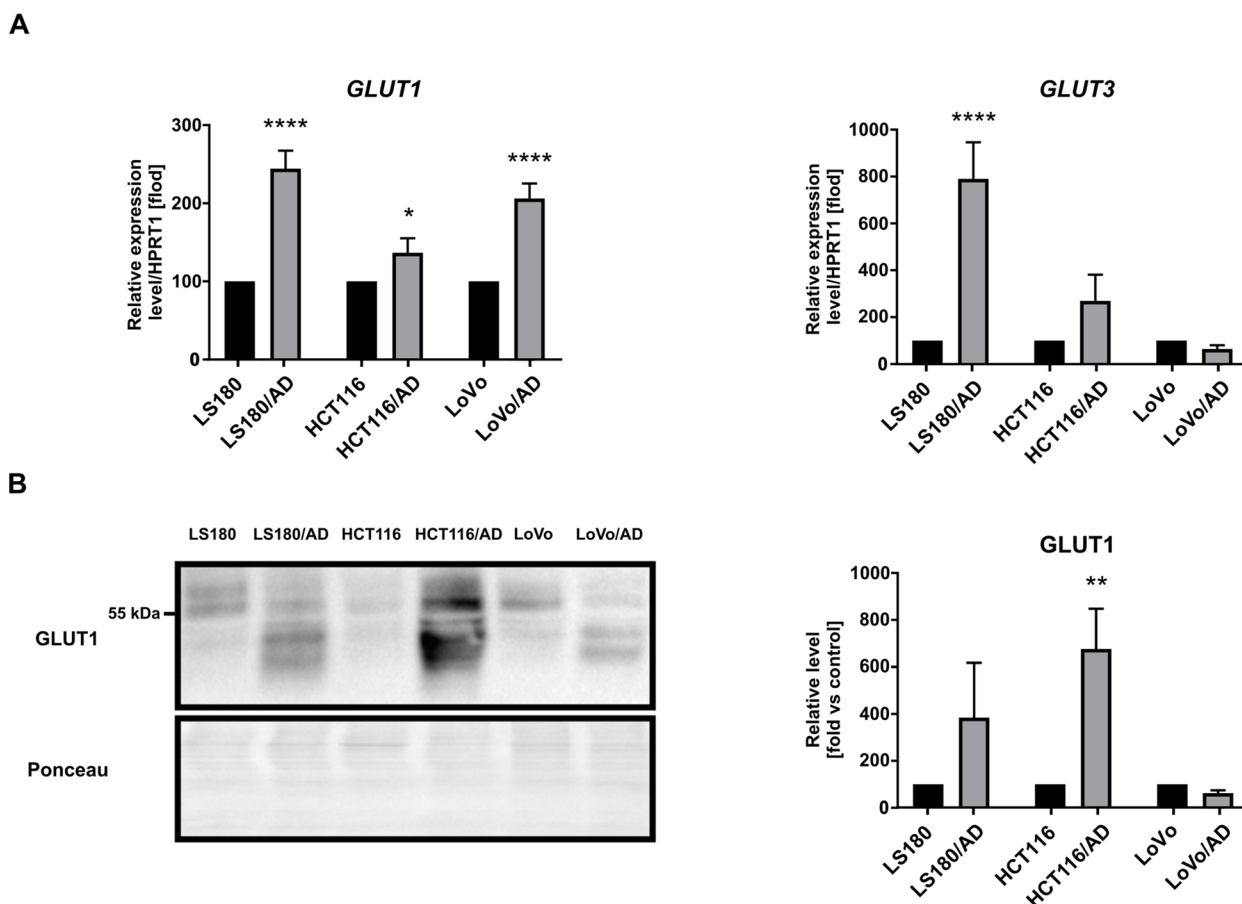 A
GLUT1
Relative expression
level/HPRT1 [flod]
300
200
100
0
****
*
****
LS180
LS180/AD
HCT116
HCT116/AD
LoVo
LoVo/AD
GLUT3
Relative expression
level/HPRT1 [flod]
1000
800
600
400
200
0
****
LS180
LS180/AD
HCT116
HCT116/AD
LoVo
LoVo/AD
B
LS180 LS180/AD HCT116 HCT116/AD LoVo LoVo/AD
55 kDa
GLUT1
Ponceau
GLUT1
Relative level
[fold vs control]
1000
800
600
400
200
0
**
LS180
LS180/AD
HCT116
HCT116/AD
LoVo
LoVo/AD